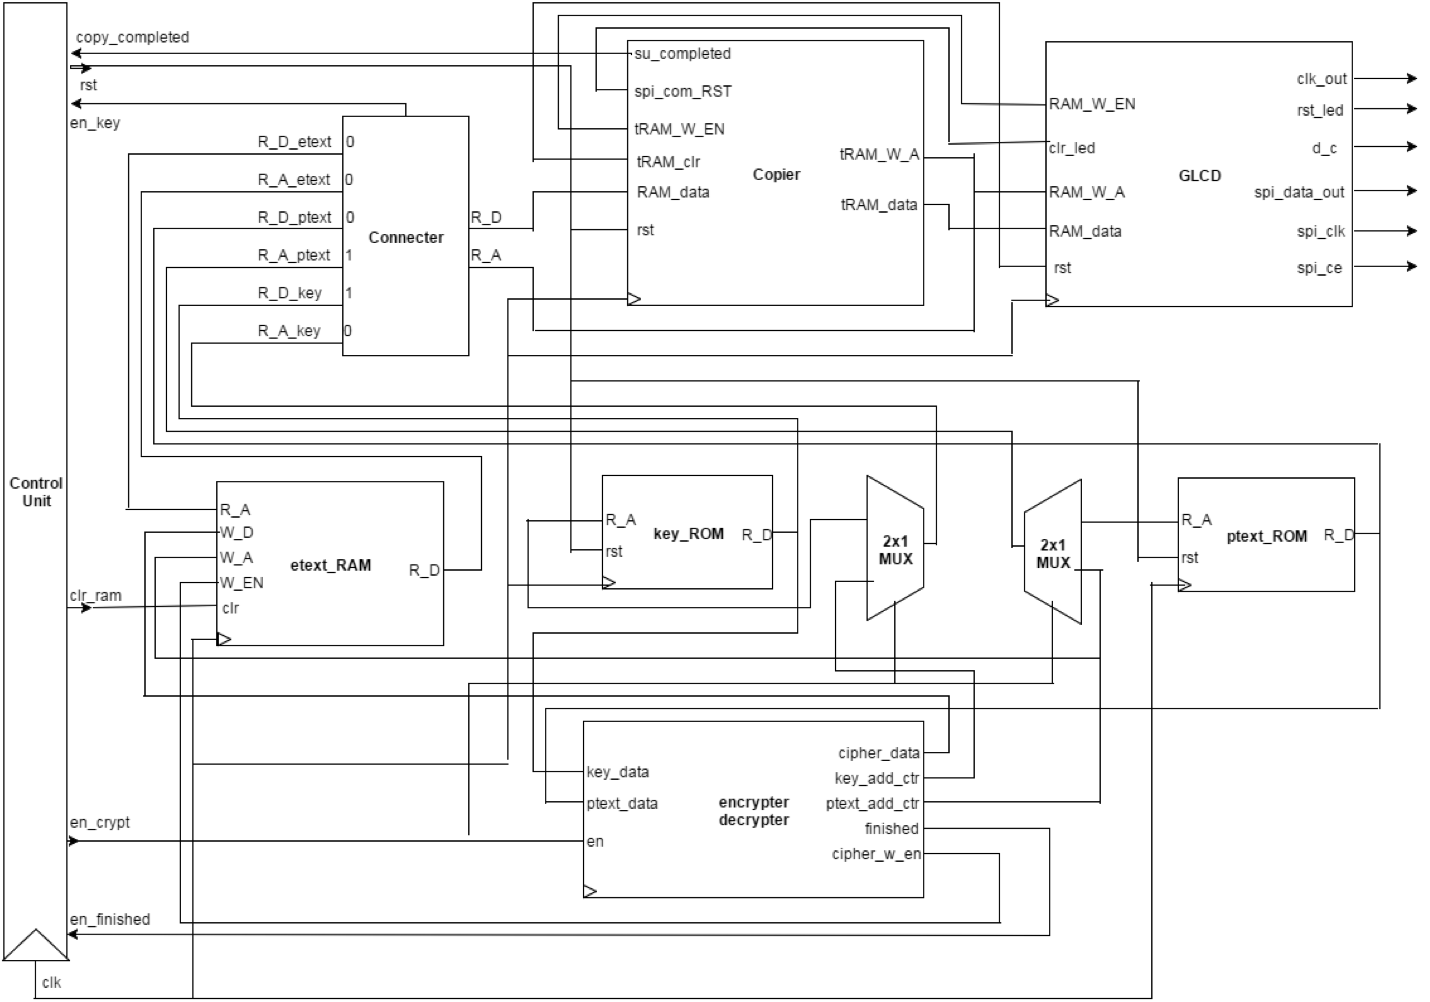 copy_completed
rst
en_key
R_D_etext 0
R_A_etext 0
R_D_ptext 0
R_A_ptext 1
R_D_key 1
R_A_key 0
Connecter
R_D
R_A
su_completed
spi_com_RST
tRAM_W_EN
tRAM_clr
RAM_data
rst
Copier
tRAM_W_A
tRAM_data
RAM_W_EN
clr_led
RAM_W_A
RAM_data
rst
GLCD
clk_out
rst_led
d_c
spi_data_out
spi_clk
spi_ce
Control
Unit
R_A
W_D
W_A
W_EN
clr
etext_RAM
R_D
clr_ram
R_A
rst
key_ROM
R_D
2x1
MUX
2x1
MUX
R_A
rst
ptext_ROM
R_D
key_data
ptext_data
en
encrypter
decrypter
cipher_data
key_add_ctr
ptext_add_ctr
finished
cipher_w_en
en_crypt
en_finished
clk